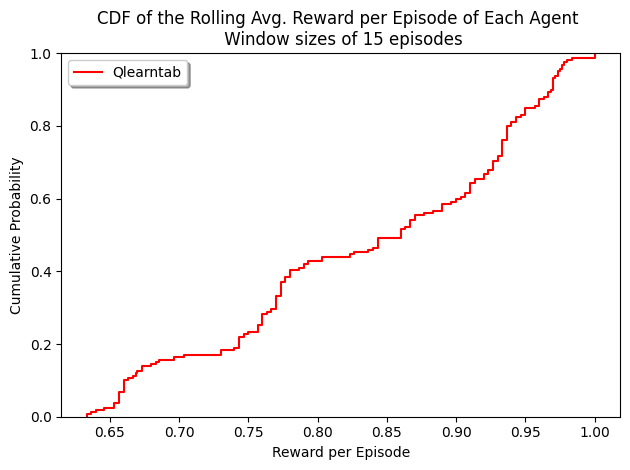 CDF of the Rolling Avg. Reward per Episode of Each Agent
Window sizes of 15 episodes
Qlearntab
Cumulative Probability
1.0
0.8
0.6
0.4
0.2
0.0
0.65 0.70 0.75 0.80 0.85 0.90 0.95 1.00
Reward per Episode